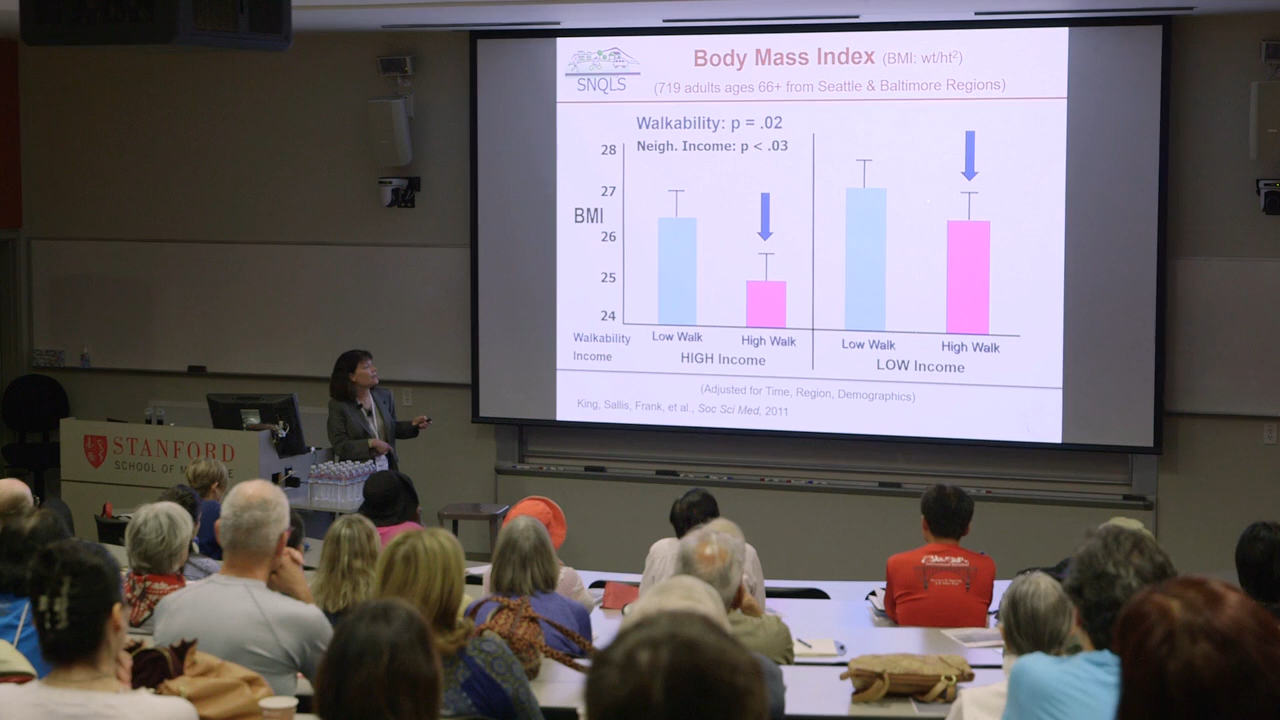 SNQLS
Body Mass Index (BMI: wt/ht²)
(719 adults ages 66+ from Seattle & Baltimore Regions)
Walkability: p = .02
Neigh. Income: p < .03
28
27
BMI
26
25
24
Walkability
Low Walk
High Walk
Low Walk
High Walk
Income
HIGH Income
LOW Income
(Adjusted for Time, Region, Demographics)
King, Sallis, Frank, et al., Soc Sci Med, 2011
STANFORD
SCHOOL OF